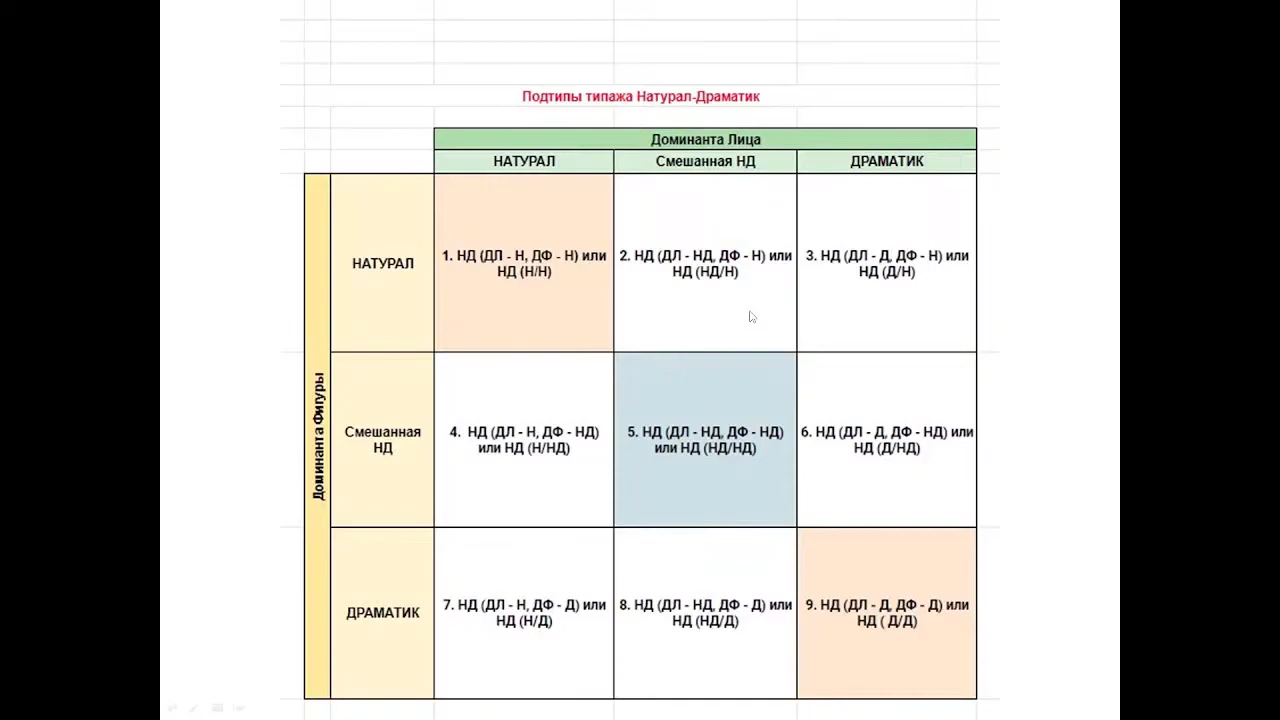 Подтипы типажа Натурал-Драматик
Доминанта Лица
НАТУРАЛ
Смешанная НД
ДРАМАТИК
Доминанта Фигуры
НАТУРАЛ
1. НД (ДЛ - Н, ДФ - Н) или
НД (Н/Н)
2. НД (ДЛ - НД, ДФ - Н) или
НД (НД/Н)
3. НД (ДЛ - Д, ДФ - Н) или
НД (Д/Н)
Смешанная
НД
4. НД (ДЛ - Н, ДФ - НД)
или НД (Н/НД)
5. НД (ДЛ - НД, ДФ - НД)
или НД (НД/НД)
6. НД (ДЛ - Д, ДФ - НД) или
НД (Д/НД)
ДРАМАТИК
7. НД (ДЛ - Н, ДФ - Д) или
НД (Н/Д)
8. НД (ДЛ - НД, ДФ - Д) или
НД (НД/Д)
9. НД (ДЛ - Д, ДФ - Д) или
НД ( Д/Д)